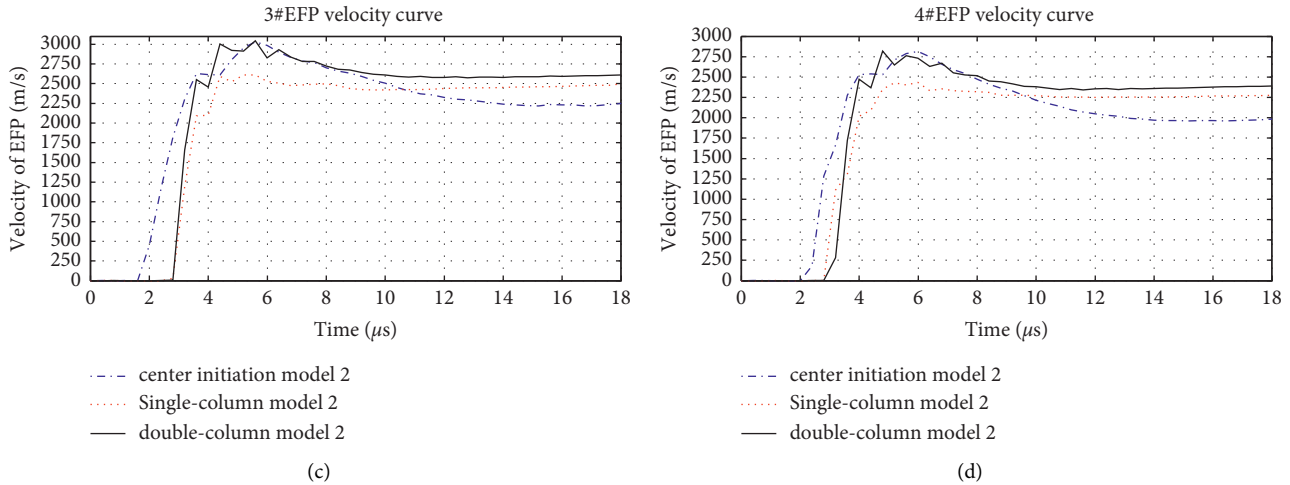 3#EFP velocity curve
3000
2750
2500
2250
2000
1750
1500
1250
1000
750
500
250
0
Velocity of EFP (m/s)
0 2 4 6 8 10 12 14 16 18
Time (μs)
center initiation model 2
Single-column model 2
double-column model 2
(c)
4#EFP velocity curve
3000
2750
2500
2250
2000
1750
1500
1250
1000
750
500
250
0
Velocity of EFP (m/s)
0 2 4 6 8 10 12 14 16 18
Time (μs)
center initiation model 2
Single-column model 2
double-column model 2
(d)